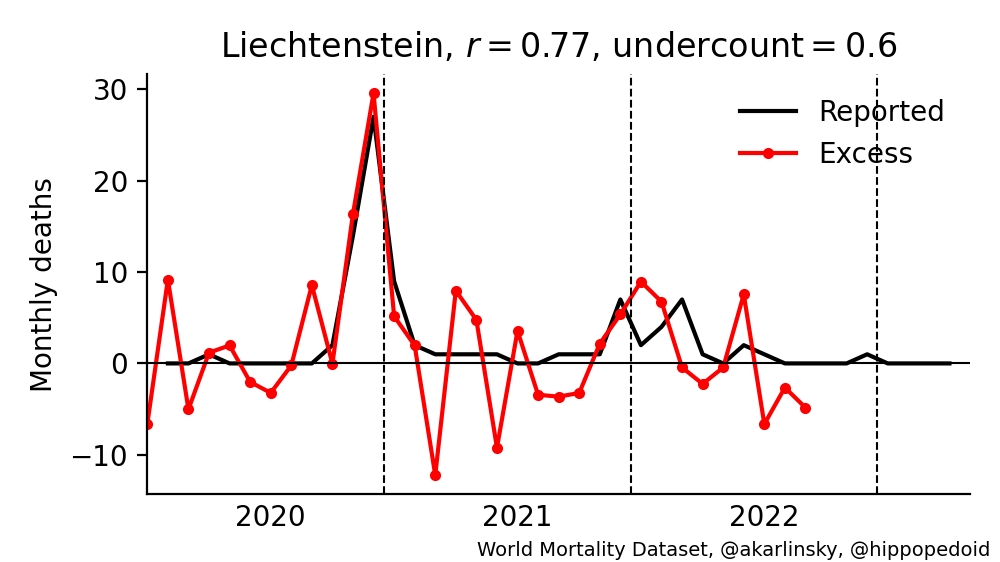 Liechtenstein, r = 0.77, undercount = 0.6
Monthly deaths
30
20
10
0
−10
Reported
Excess
2020 2021 2022
World Mortality Dataset, @akarlinsky, @hippopedoid